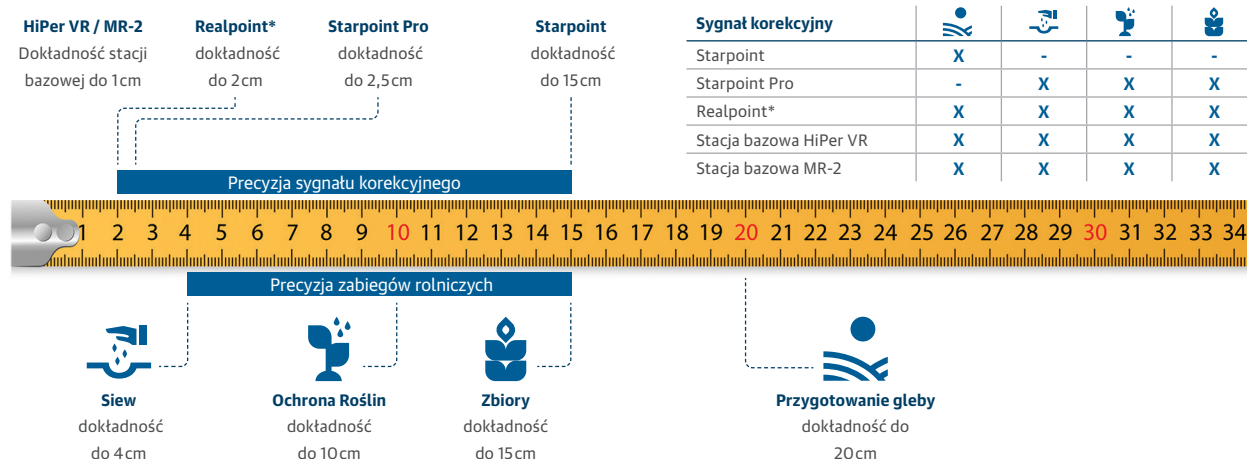 HiPer VR / MR-2
Dokładność stacji
bazowej do 1cm
Realpoint*
dokładność
do 2cm
Starpoint Pro
dokładność
do 2,5cm
Starpoint
dokładność
do 15cm
Sygnał korekcyjny
Starpoint X - - -
Starpoint Pro - X X X
Realpoint* X X X X
Stacja bazowa HiPer VR X X X X
Stacja bazowa MR-2 X X X X
Precyzja sygnału korekcyjnego
1 2 3 4 5 6 7 8 9 10 11 12 13 14 15 16 17 18 19 20 21 22 23 24 25 26 27 28 29 30 31 32 33 34
Precyzja zabiegów rolniczych
Siew
dokładność
do 4cm
Ochrona Roślin
dokładność
do 10cm
Zbiory
dokładność
do 15cm
Przygotowanie gleby
dokładność do
20cm